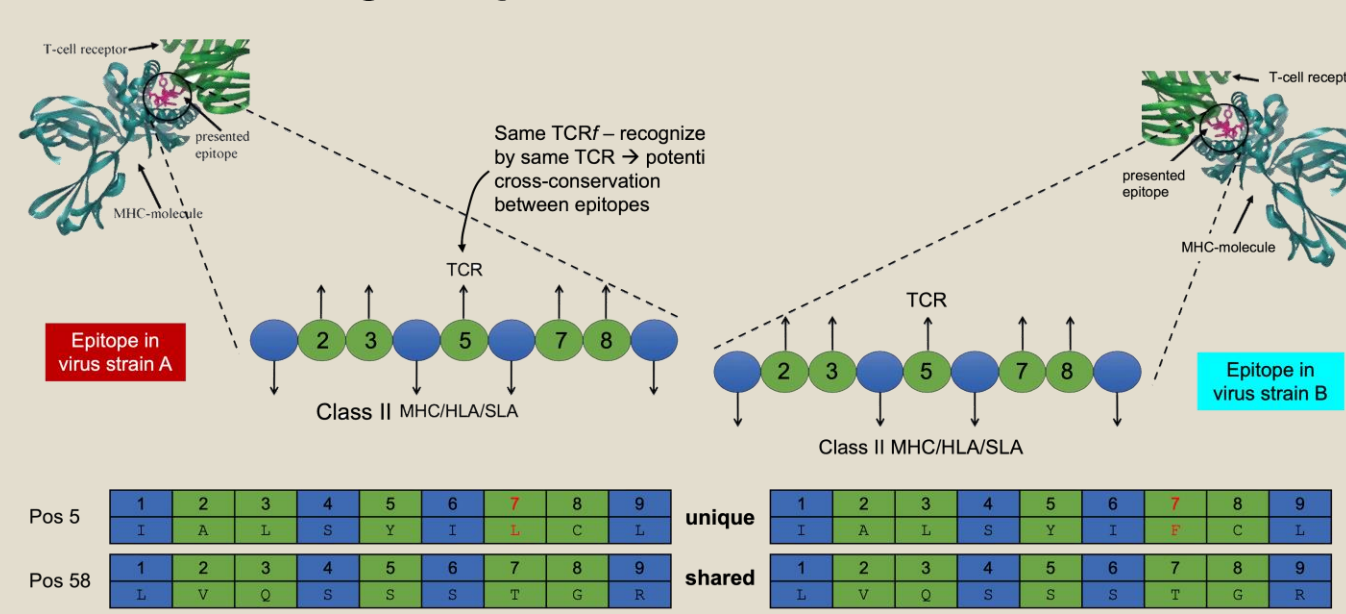 T-cell receptor
presented
epitope
MHC-molecule
Same TCRf – recognize
by same TCR → potenti
cross-conservation
between epitopes
T-cell recept
presented
epitope
MHC-molecule
TCR
2 3 5 7 8
Class II MHC/HLA/SLA
Epitope in
virus strain A
TCR
2 3 5 7 8
Class II MHC/HLA/SLA
Epitope in
virus strain B
Pos 5
1 2 3 4 5 6 7 8 9
I A L S Y I L C L
unique
1 2 3 4 5 6 7 8 9
I A L S Y I F C L
Pos 58
1 2 3 4 5 6 7 8 9
L V Q S S S T G R
shared
1 2 3 4 5 6 7 8 9
L V Q S S S T G R